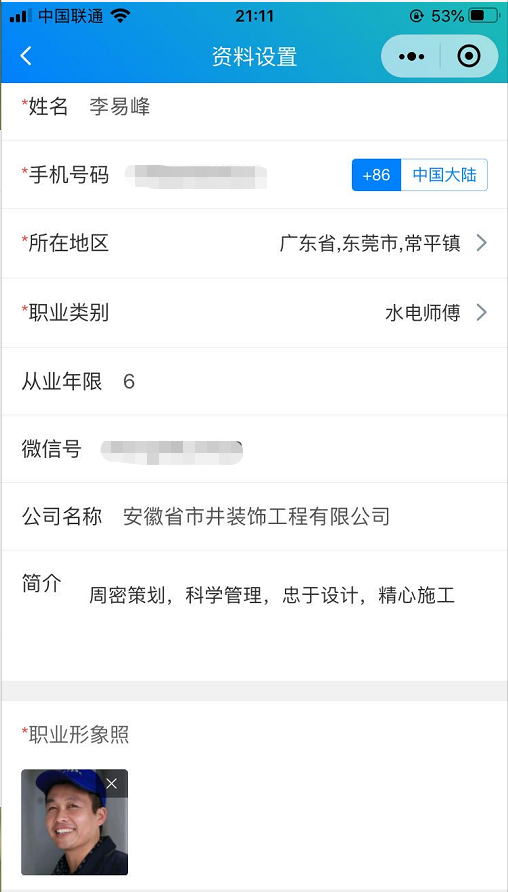 中国联通 21:11 53%
资料设置
*姓名 李易峰
*手机号码 +86 中国大陆
*所在地区 广东省,东莞市,常平镇
*职业类别 水电师傅
从业年限 6
微信号
公司名称 安徽省市井装饰工程有限公司
简介 周密策划，科学管理，忠于设计，精心施工
*职业形象照